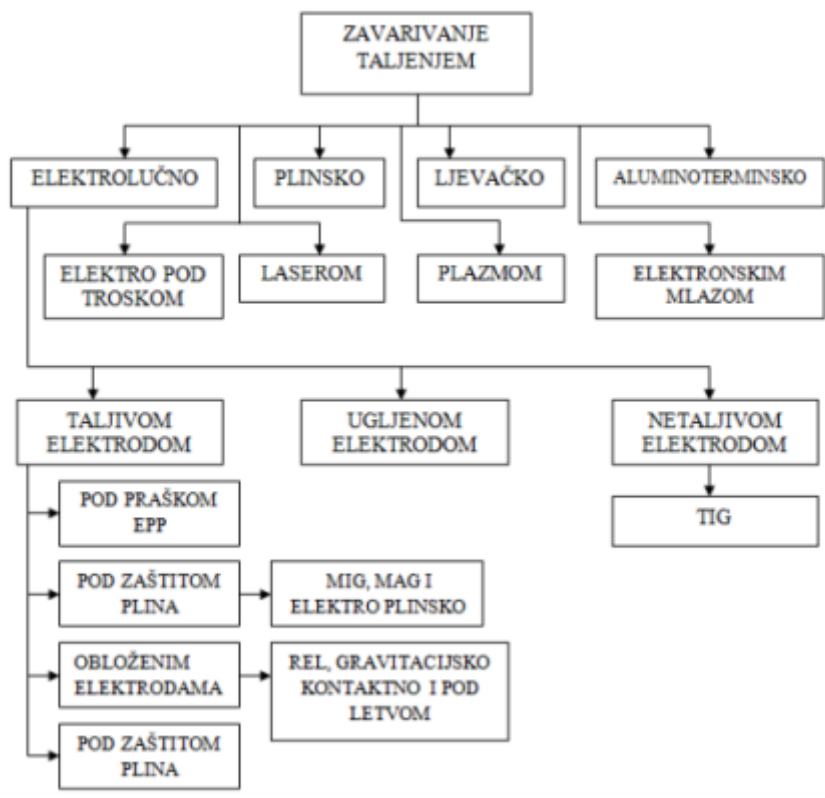 ZAVARIVANJE
TALJENJEM
ELEKTROLUČNO
PLINSKO
LJEVAČKO
ALUMINOTERMINSKO
ELEKTRO POD
TROSKOM
LASEROM
PLAZMOM
ELEKTRONSKIM
MLAZOM
TALJIVOM
ELEKTRODOM
UGLJENOM
ELEKTRODOM
NETALJIVOM
ELEKTRODOM
POD PRAŠKOM
EPP
TIG
POD ZAŠTITOM
PLINA
MIG, MAG I
ELEKTRO PLINSKO
OBLOŽENIM
ELEKTRODAMA
REL, GRAVITACIJSKO
KONTAKTNO I POD
LETVOM
POD ZAŠTITOM
PLINA